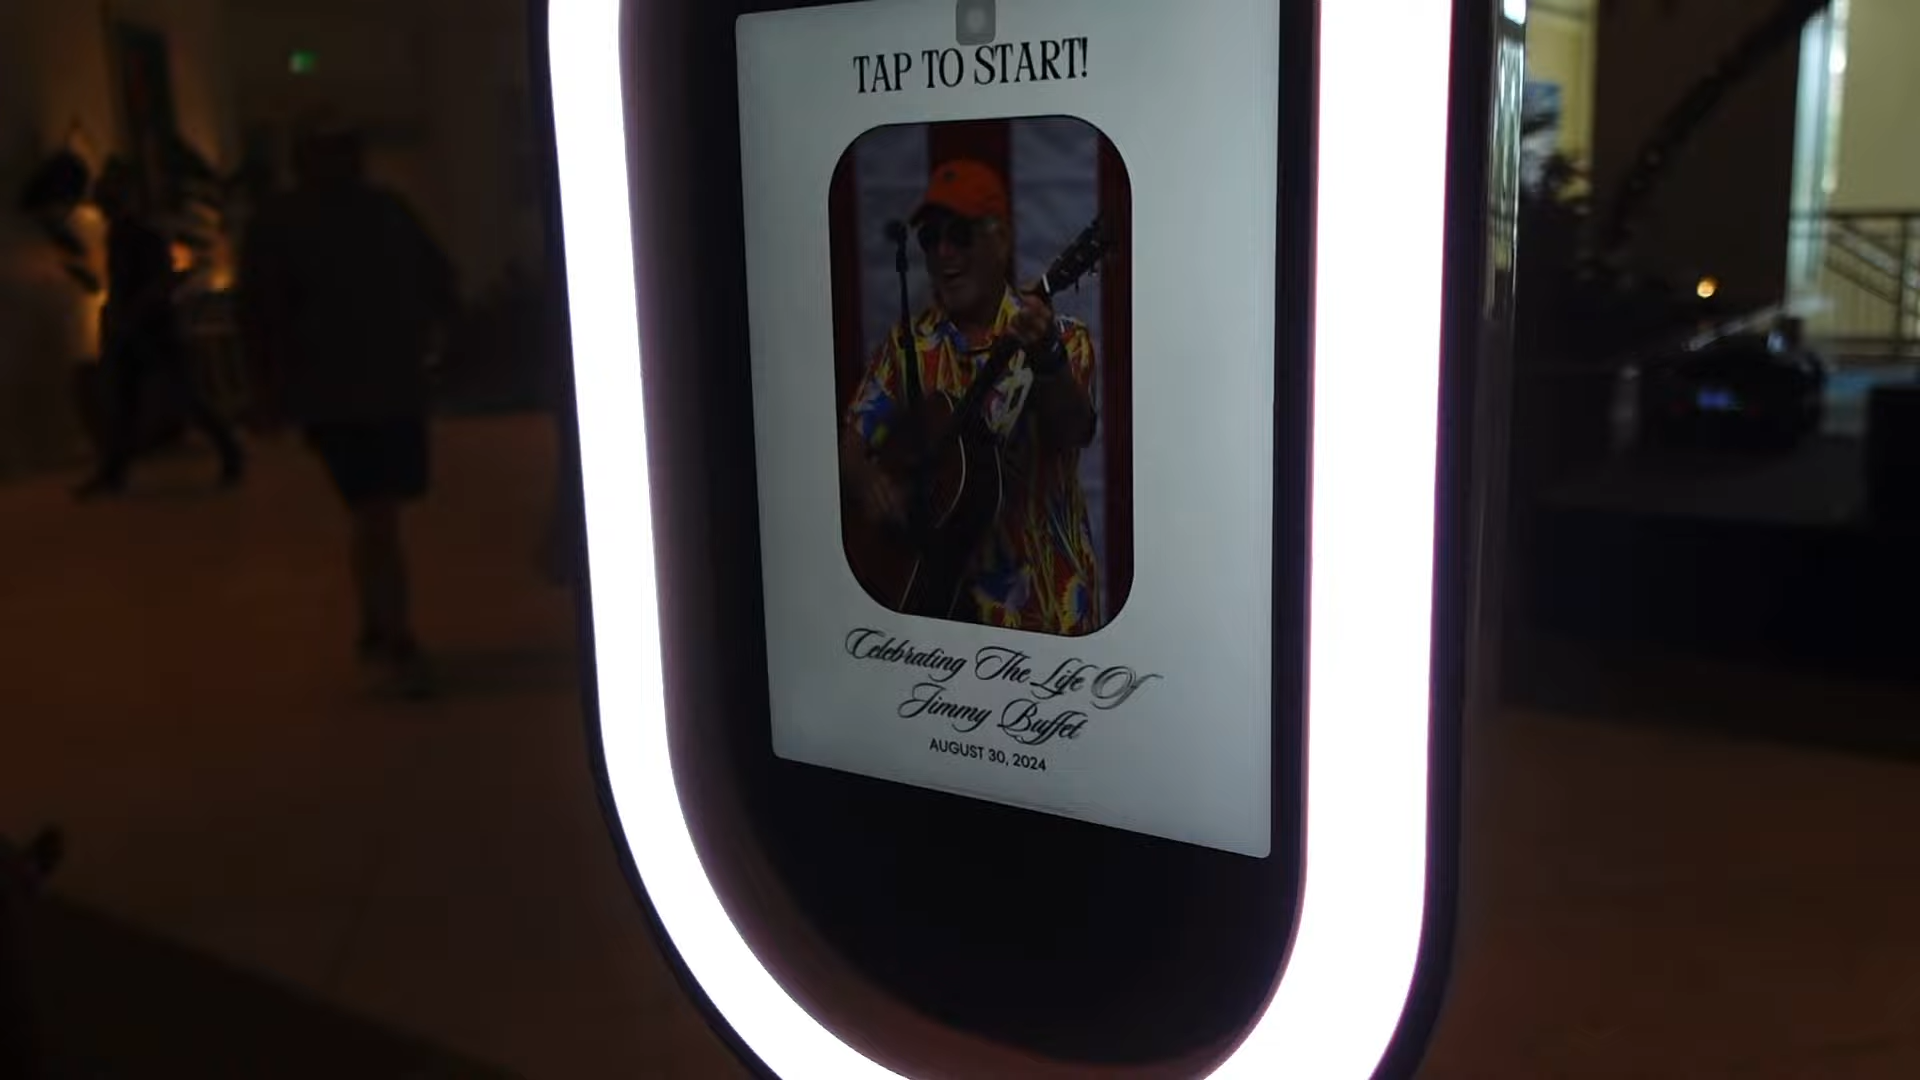 TAP TO START!
Celebrating The Life Of
Jimmy Buffet
AUGUST 30, 2024